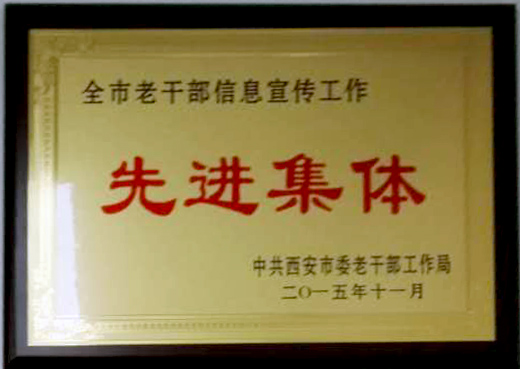 全市老干部信息宣传工作
先进集体
中共西安市委老干部工作局
二〇一五年十一月